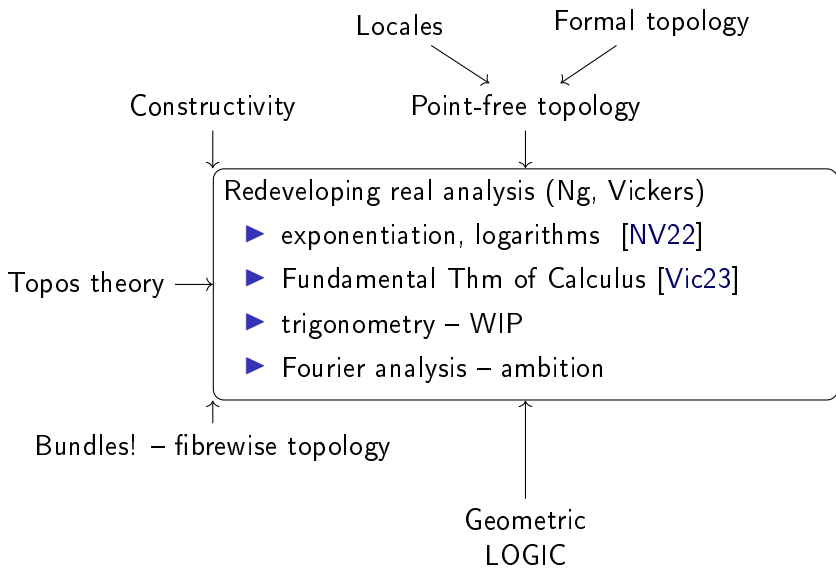 Locales
Formal topology
Constructivity
Point-free topology
Redeveloping real analysis (Ng, Vickers)
▶ exponentiation, logarithms [NV22]
▶ Fundamental Thm of Calculus [Vic23]
Topos theory
▶ trigonometry – WIP
▶ Fourier analysis – ambition
Bundles! – fibrewise topology
Geometric
LOGIC